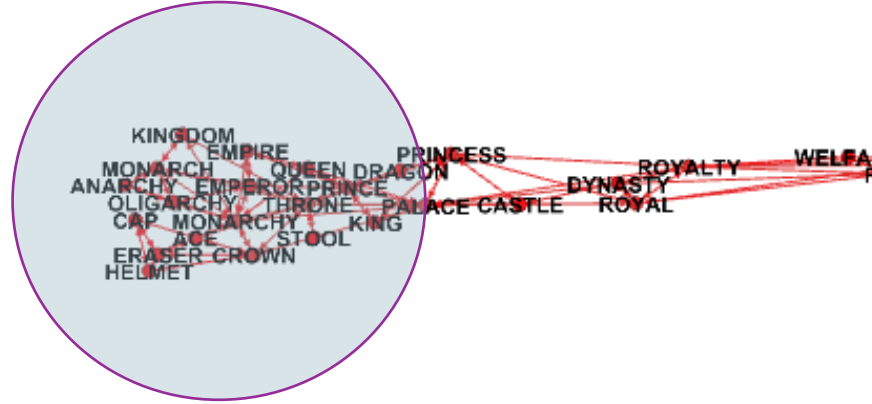 KINGDOM
EMPIRE
PRINCESS
WELFA
MONARCH
QUEEN
DRAGON
ROYALTY
ANARCHY
EMPEROR
PRINCE
DYNASTY
OLIGARCHY
THRONE
PALACE
CASTLE
ROYAL
CAP
MONARCHY
KING
ACE
STOOL
ERASER
CROWN
HELMET